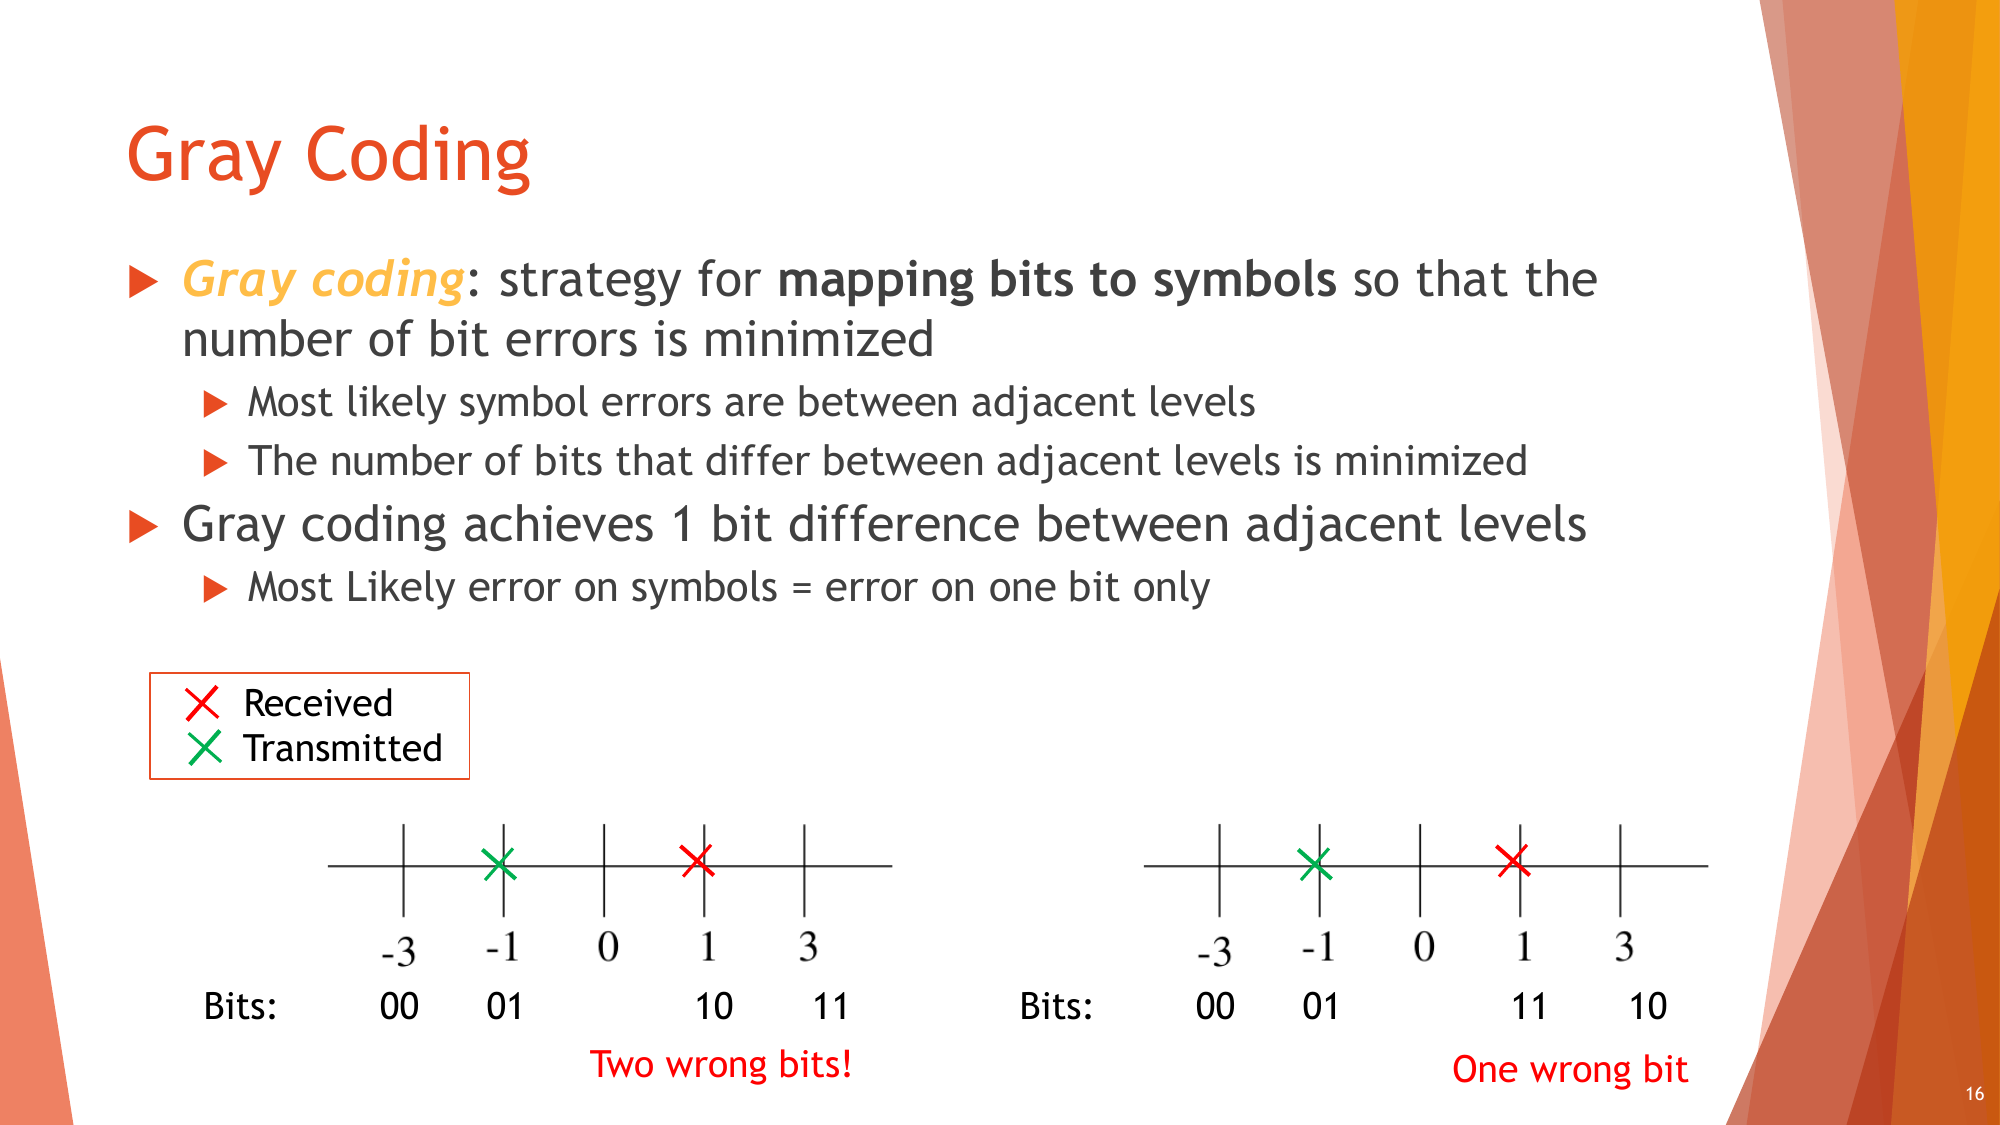 Gray Coding
Gray coding: strategy for mapping bits to symbols so that the
number of bit errors is minimized
Most likely symbol errors are between adjacent levels
The number of bits that differ between adjacent levels is minimized
Gray coding achieves 1 bit difference between adjacent levels
Most Likely error on symbols = error on one bit only
Received
Transmitted
-3 -1 0 1 3
Bits: 00 01 10 11
Two wrong bits!
-3 -1 0 1 3
Bits: 00 01 11 10
One wrong bit
16